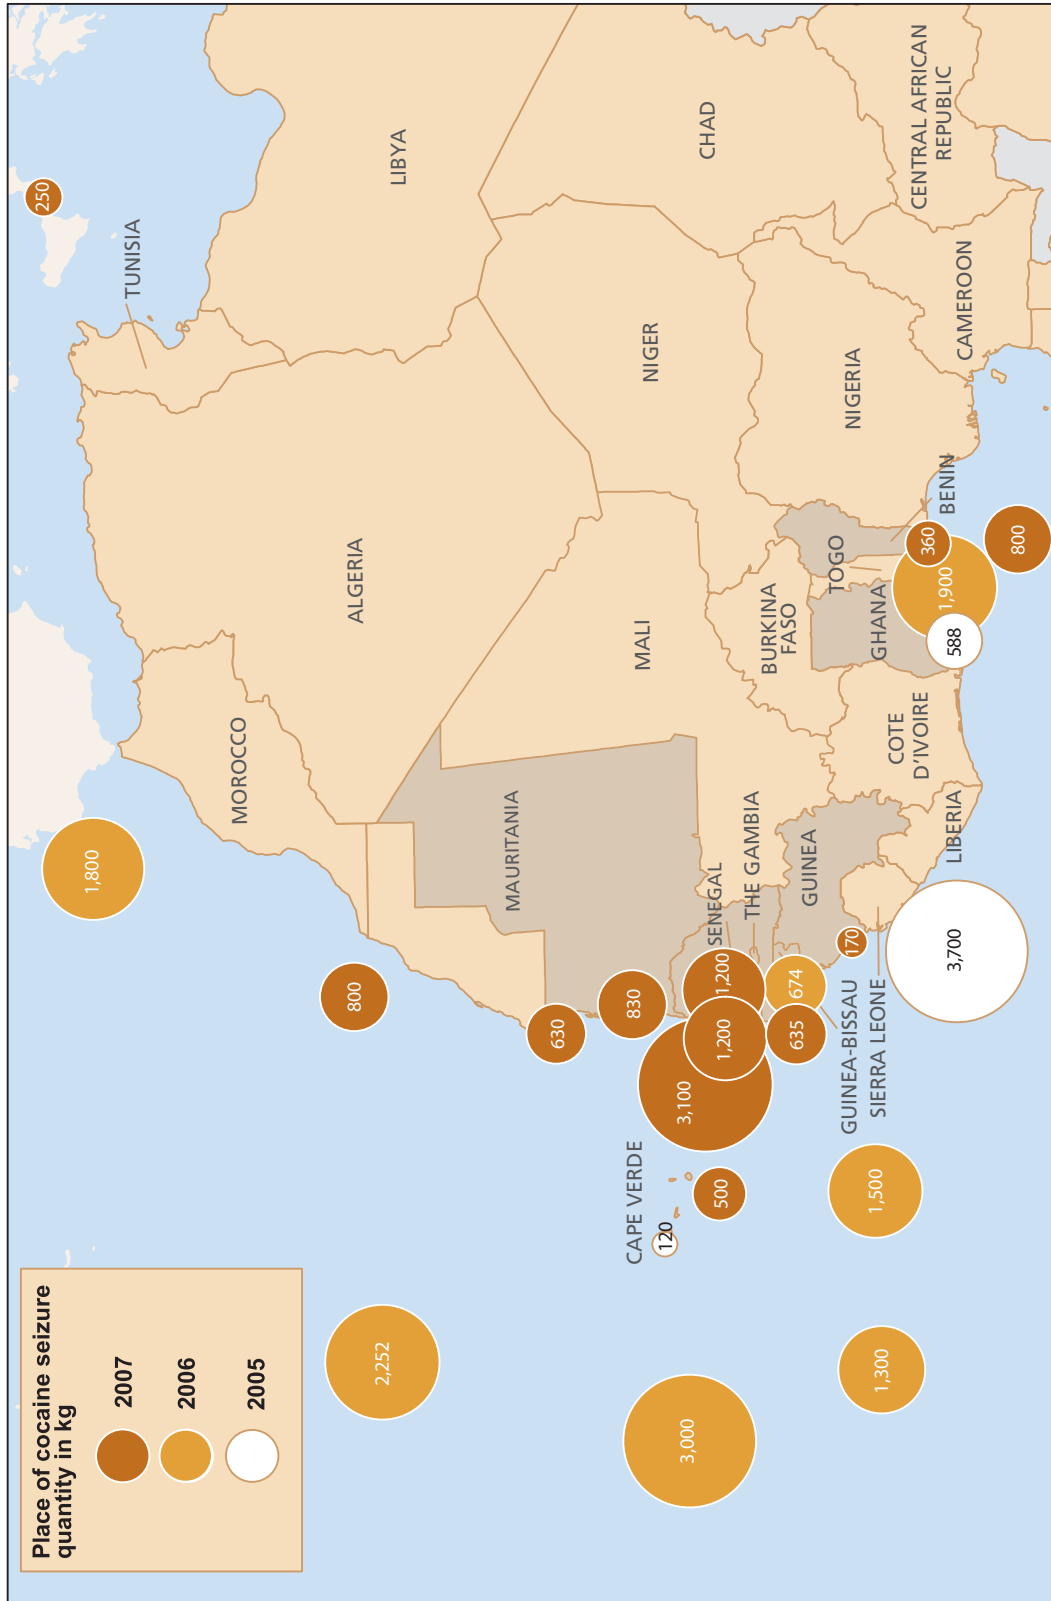 Place of cocaine seizure
quantity in kg
2007
2006
2005
250
1,800
TUNISIA
LIBYA
MOROCCO
ALGERIA
800
2,252
MAURITANIA
630
830
MALI
NIGER
CHAD
CAPE VERDE
120
500
3,100
1,200
1,200
SENEGAL
THE GAMBIA
3,000
674
635
GUINEA
170
GUINEA-BISSAU
SIERRA LEONE
BURKINA
FASO
TOGO
GHANA
BENIN
NIGERIA
CAMEROON
CENTRAL AFRICAN
REPUBLIC
COTE
D'IVOIRE
LIBERIA
3,700
1,500
1,300
360
1,900
588
800